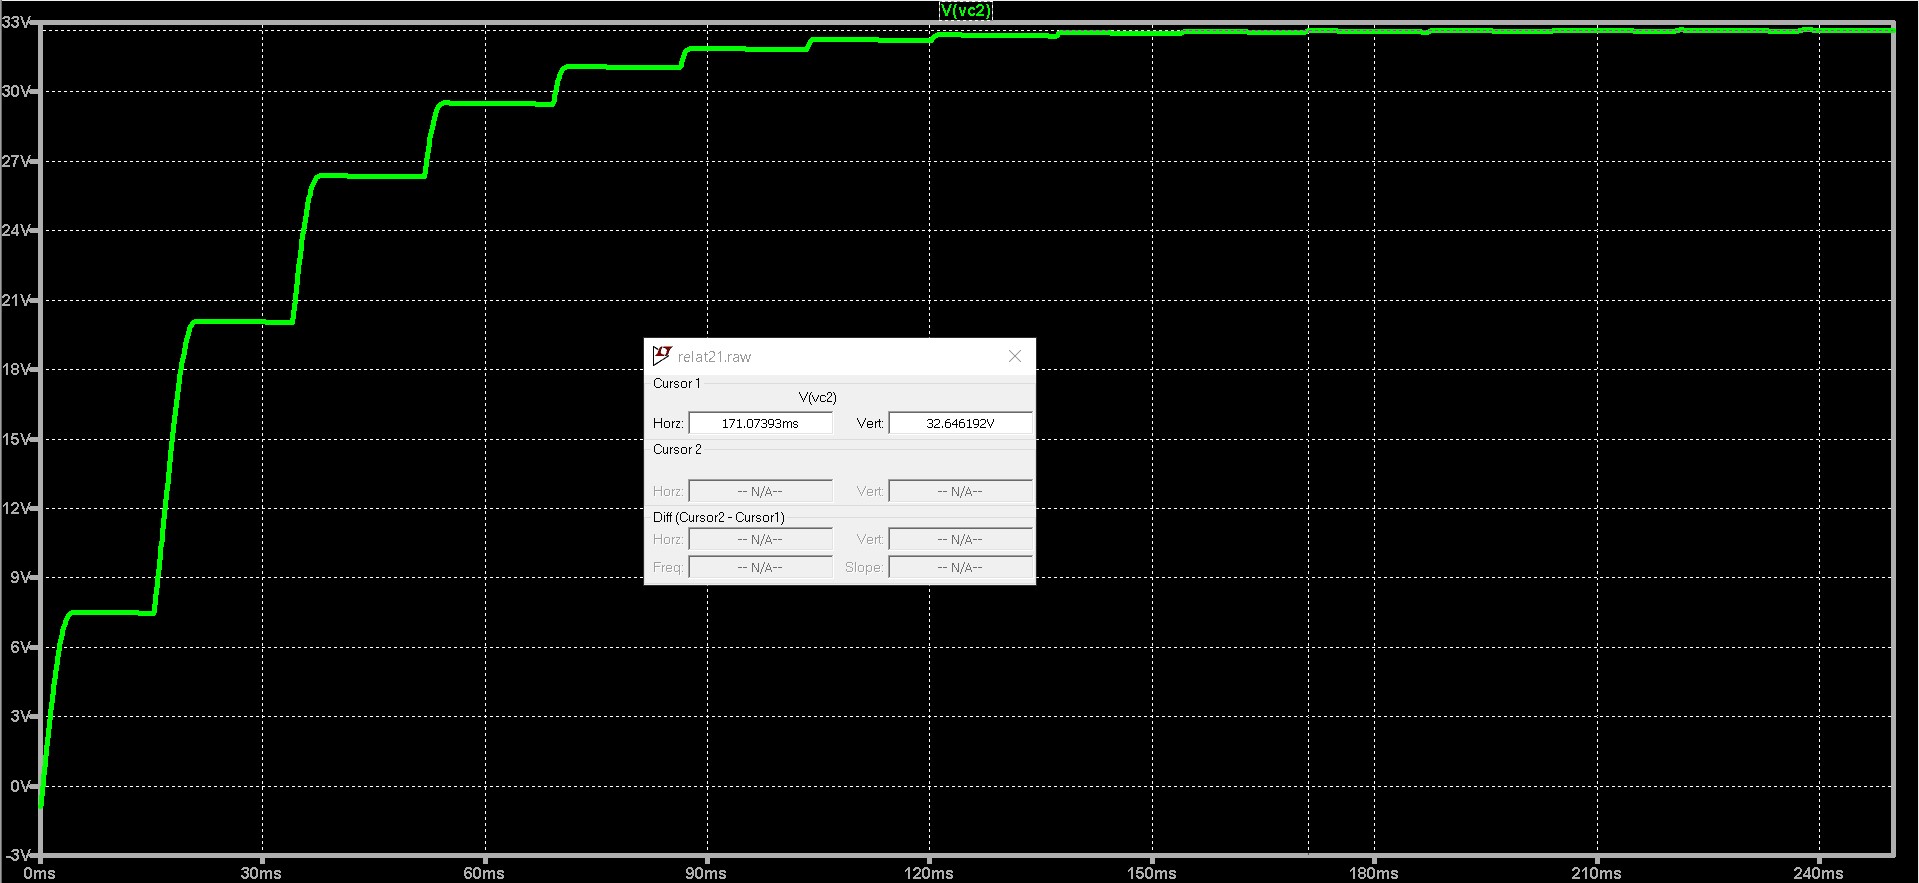 V(vc2)
33V
30V
27V
24V
21V
18V
15V
12V
9V
6V
3V
0V
-3V
relat21.raw
Cursor 1
V(vc2)
Horz: 171.07393ms Vert: 32.646192V
Cursor 2
Horz: -- N/A-- Vert: -- N/A--
Diff (Cursor2 - Cursor1)
Horz: -- N/A-- Vert: -- N/A--
Freq: -- N/A-- Slope: -- N/A--
0ms 30ms 60ms 90ms 120ms 150ms 180ms 210ms 240ms